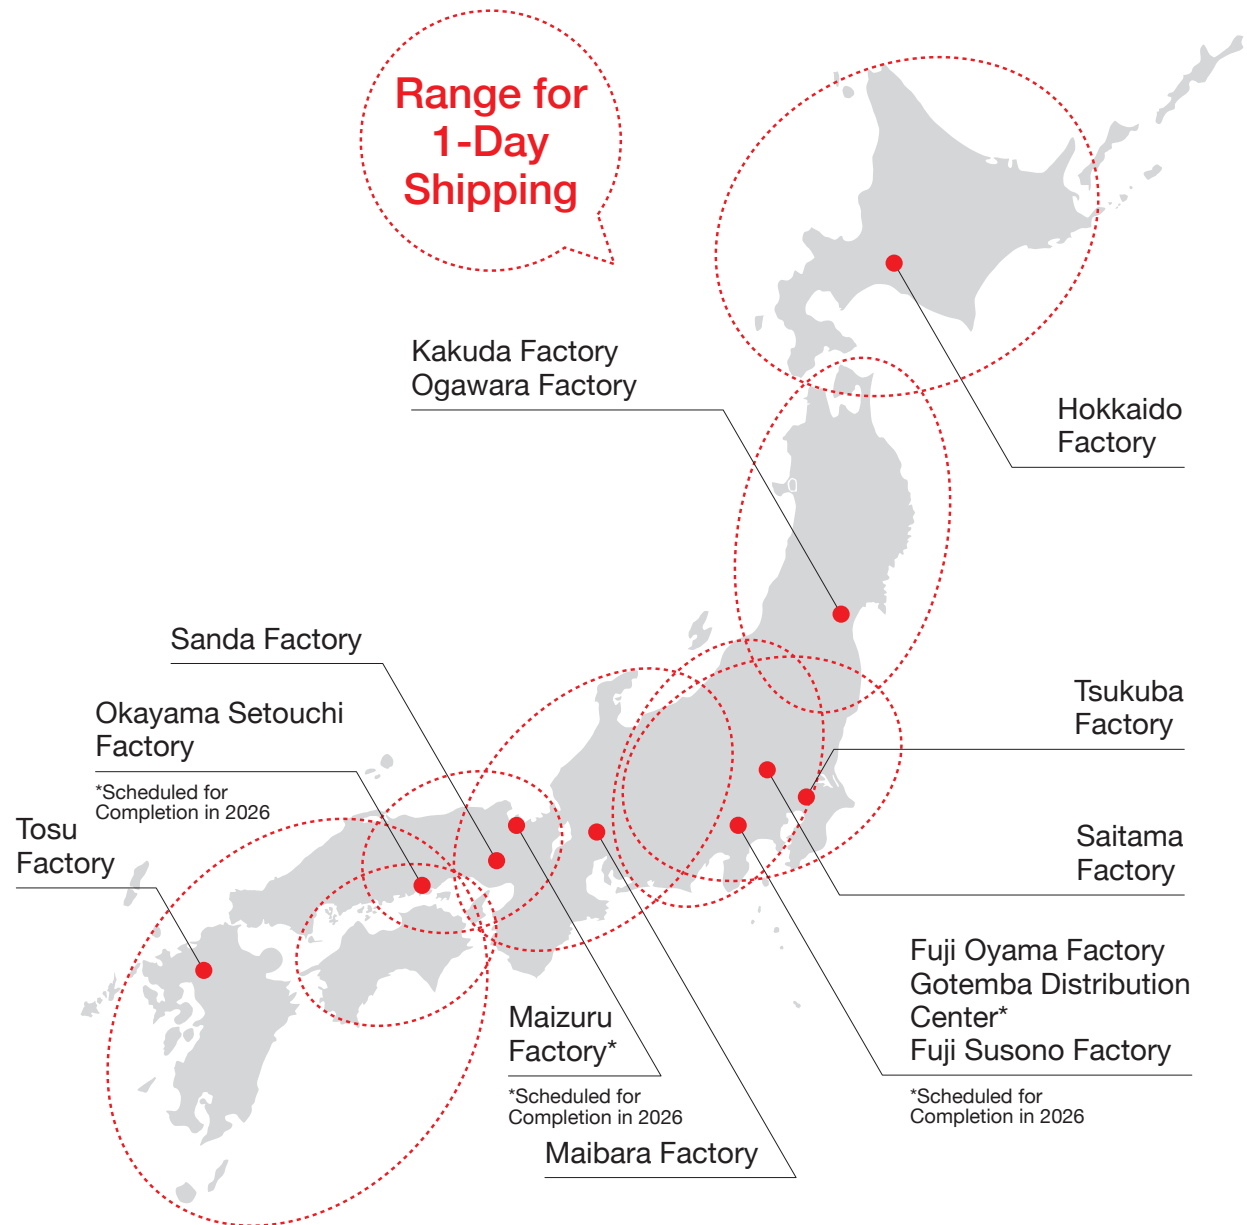 Range for
1-Day
Shipping
Kakuda Factory
Ogawara Factory
Hokkaido
Factory
Sanda Factory
Okayama Setouchi
Factory
*Scheduled for
Completion in 2026
Tosu
Factory
Tsukuba
Factory
Saitama
Factory
Fuji Oyama Factory
Gotemba Distribution
Center*
Fuji Susono Factory
*Scheduled for
Completion in 2026
Maizuru
Factory*
*Scheduled for
Completion in 2026
Maibara Factory